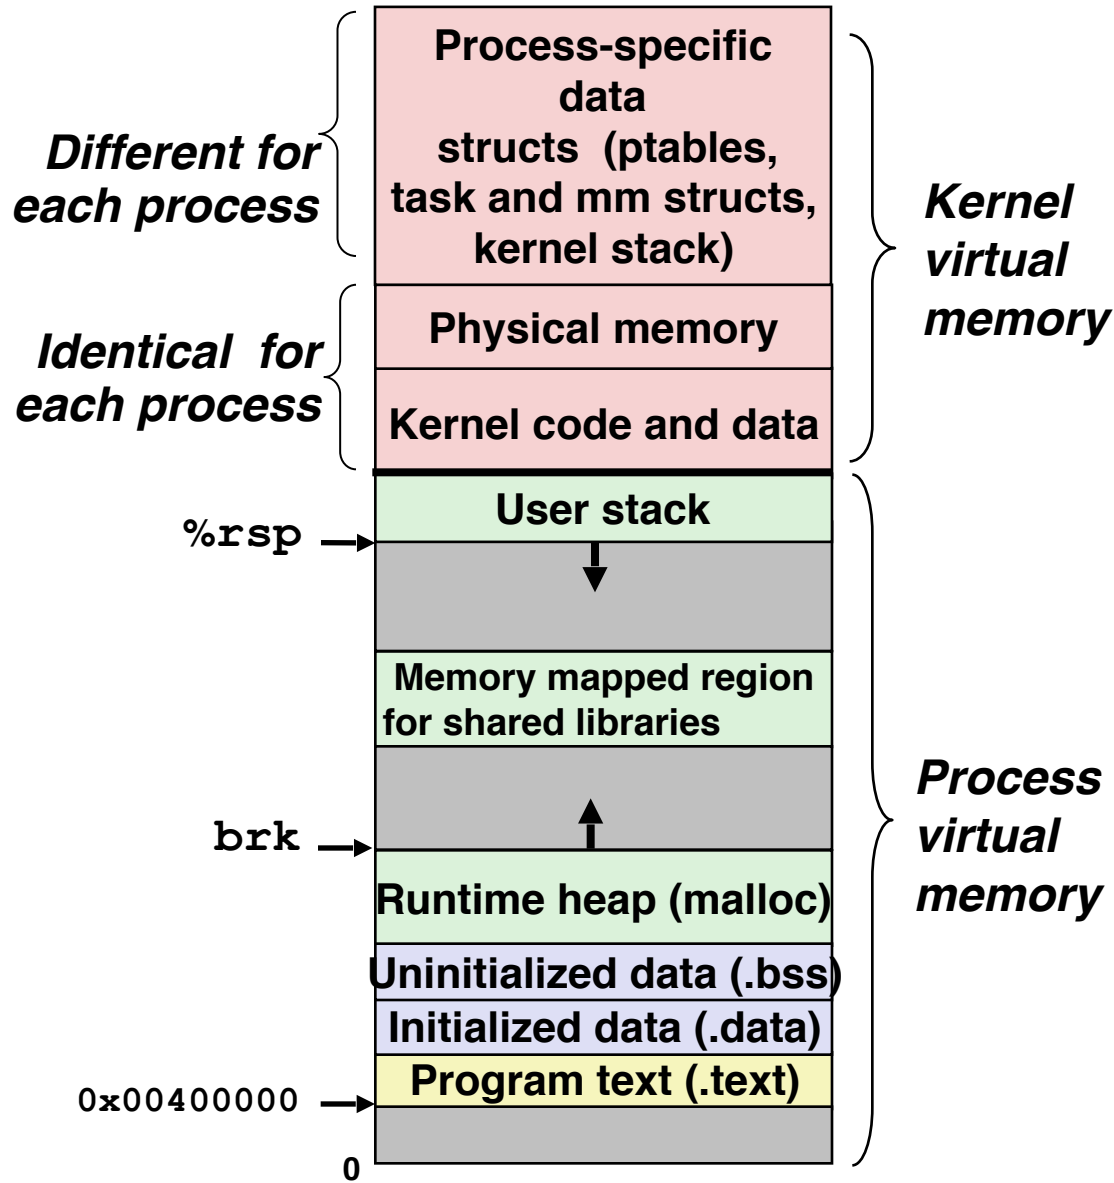 Process-specific
data
structs (ptables,
task and mm structs,
kernel stack)
Different for
each process
Kernel
virtual
memory
Physical memory
Identical for
each process
Kernel code and data
User stack
%rsp
Memory mapped region
for shared libraries
Process
virtual
memory
brk
Runtime heap (malloc)
Uninitialized data (.bss)
Initialized data (.data)
Program text (.text)
0x00400000
0